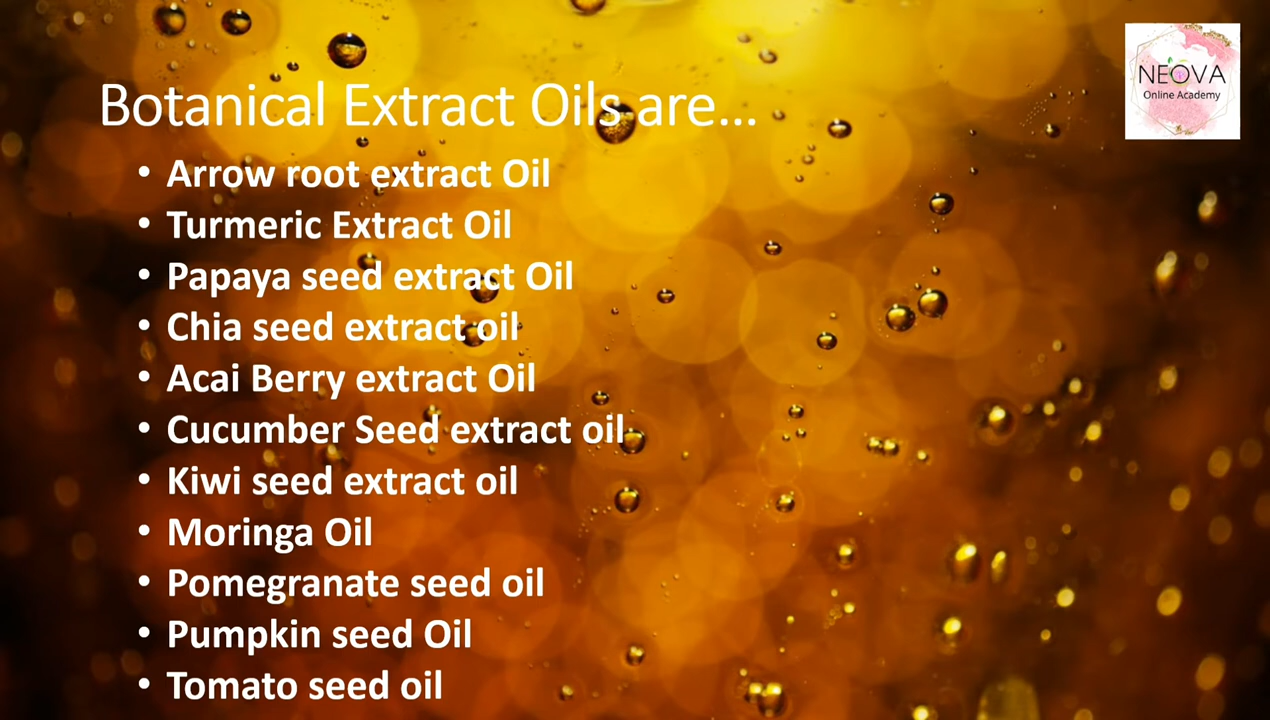 Botanical Extract Oils are...
NEOVA
Online Academy
• Arrow root extract Oil
• Turmeric Extract Oil
• Papaya seed extract Oil
• Chia seed extract oil
• Acai Berry extract Oil
• Cucumber Seed extract oil
• Kiwi seed extract oil
• Moringa Oil
• Pomegranate seed oil
• Pumpkin seed Oil
• Tomato seed oil